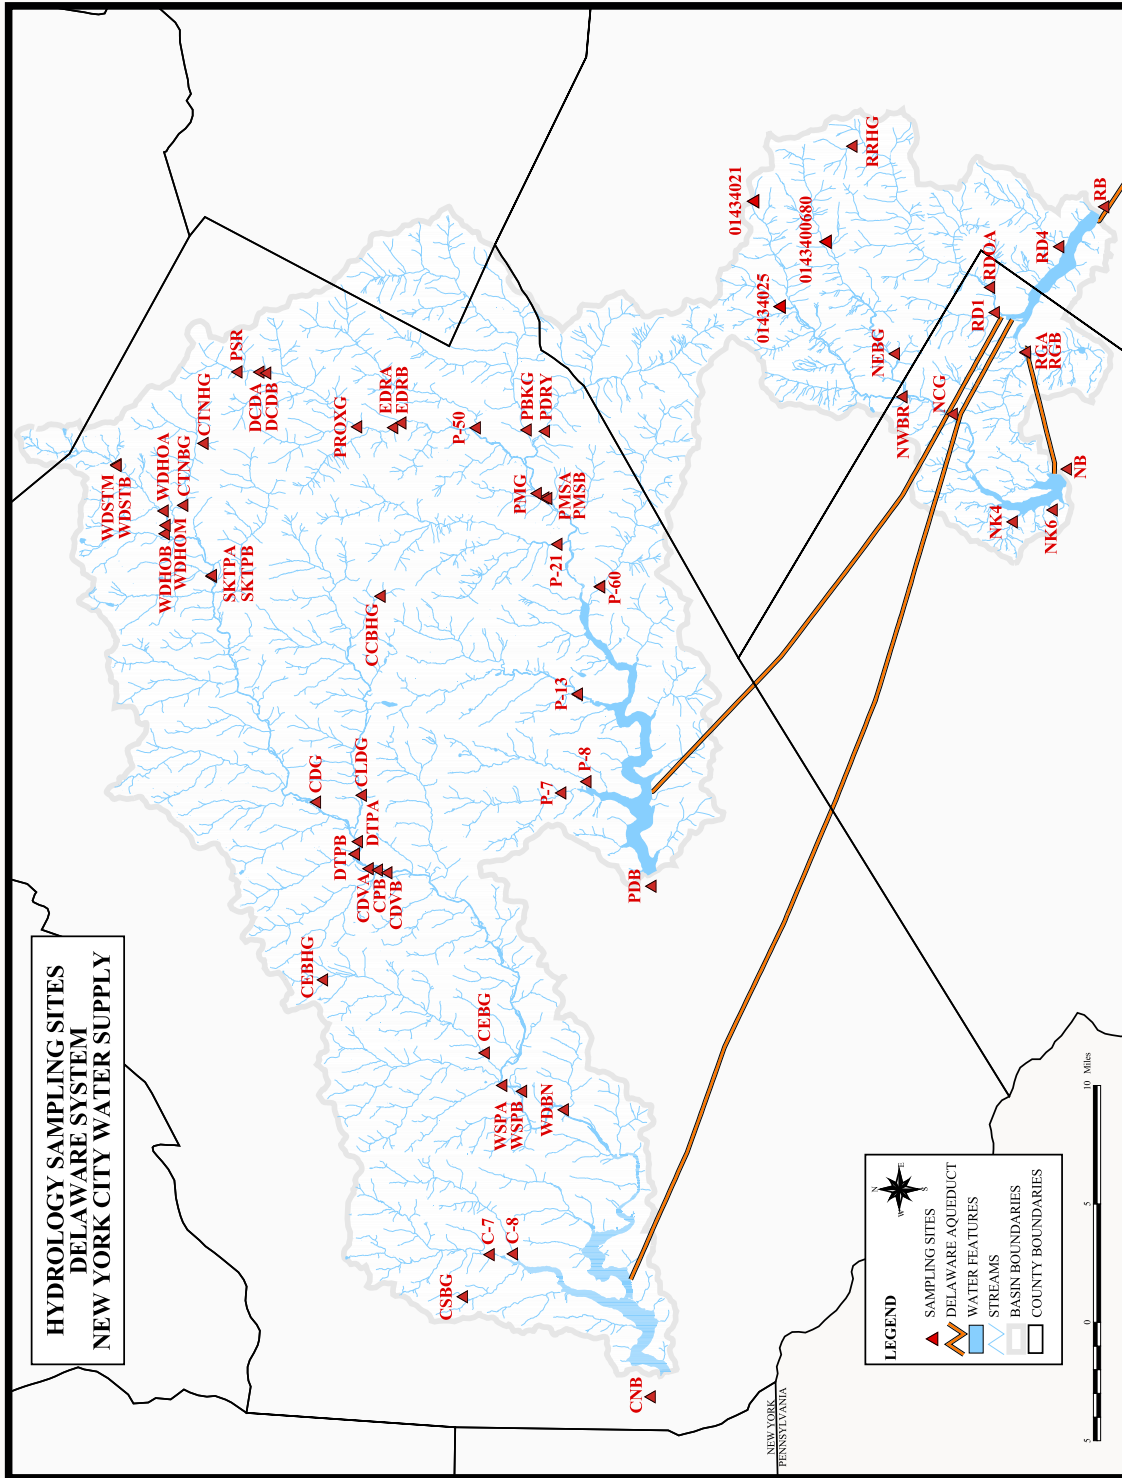 HYDROLOGY SAMPLING SITES
DELAWARE SYSTEM
NEW YORK CITY WATER SUPPLY
WDSTM
WDSTB
WDHOA
CTNBG
WDHOB
WDHOM
SKTPA
SKTPB
CTNHG
PSR
DCDA
DCDB
PROXG
EDRA
EDRB
P-50
PBKG
PDRY
PMG
PMSA
PMSB
P-21
P-60
CCBHG
P-13
P-8
P-7
PDB
CDG
CLDG
DTPA
DTPB
CDVA
CPB
CDVB
CEBHG
CEBG
WSPA
WSPB
WDBN
C-7
C-8
CSBG
CNB
01434021
0143400680
01434025
RRHG
NEBG
NWBR
NCG
RDOA
RD1
RD4
RB
RGA
RGB
NB
NK4
NK6
LEGEND
N
E
S
W
SAMPLING SITES
DELAWARE AQUEDUCT
WATER FEATURES
STREAMS
BASIN BOUNDARIES
COUNTY BOUNDARIES
NEW YORK
PENNSYLVANIA
5 0 5 10 Miles